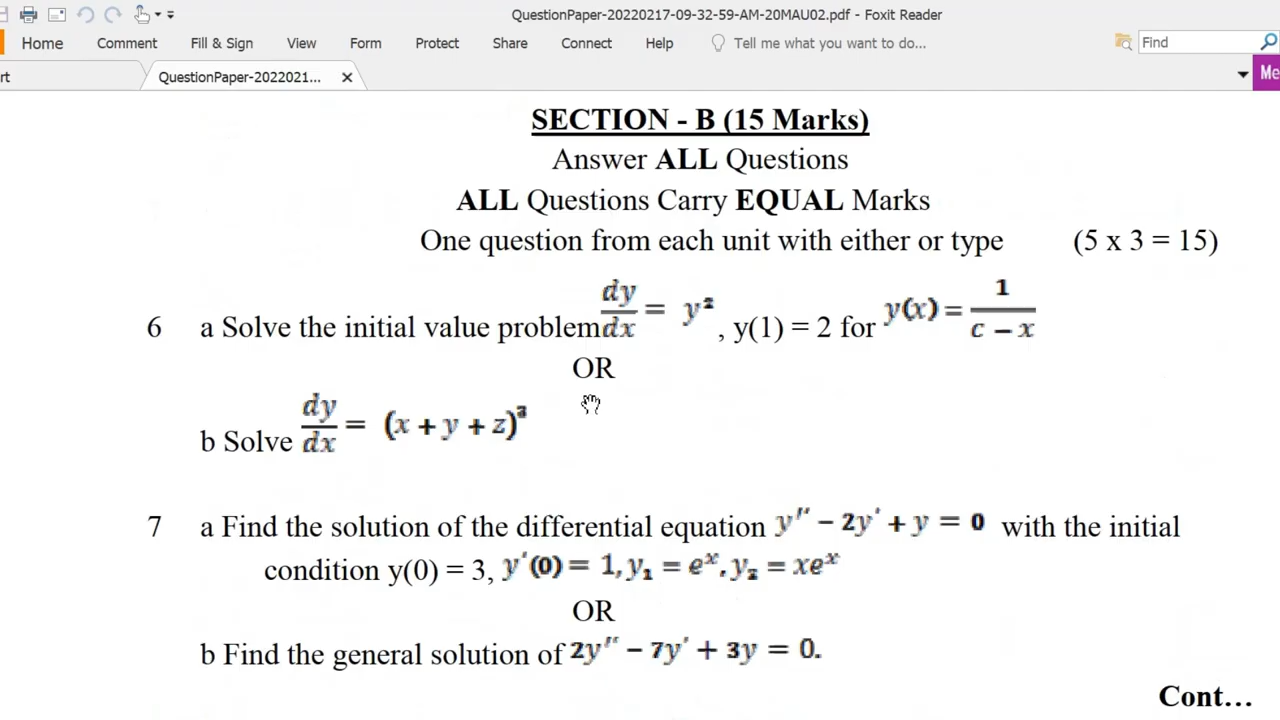 QuestionPaper-20220217-09-32-59-AM-20MAU02.pdf - Foxit Reader
Home Comment Fill & Sign View Form Protect Share Connect Help Tell me what you want to do... Find
rt QuestionPaper-2022021... Me
SECTION - B (15 Marks)
Answer ALL Questions
ALL Questions Carry EQUAL Marks
One question from each unit with either or type (5 x 3 = 15)
6 a Solve the initial value problem dy/dx = y², y(1) = 2 for y(x) = 1/(c − x)
OR
b Solve dy/dx = (x + y + z)³
7 a Find the solution of the differential equation y′′ − 2y′ + y = 0 with the initial
condition y(0) = 3, y′(0) = 1, y₁ = eˣ, y₂ = xeˣ
OR
b Find the general solution of 2y′′ − 7y′ + 3y = 0.
Cont...